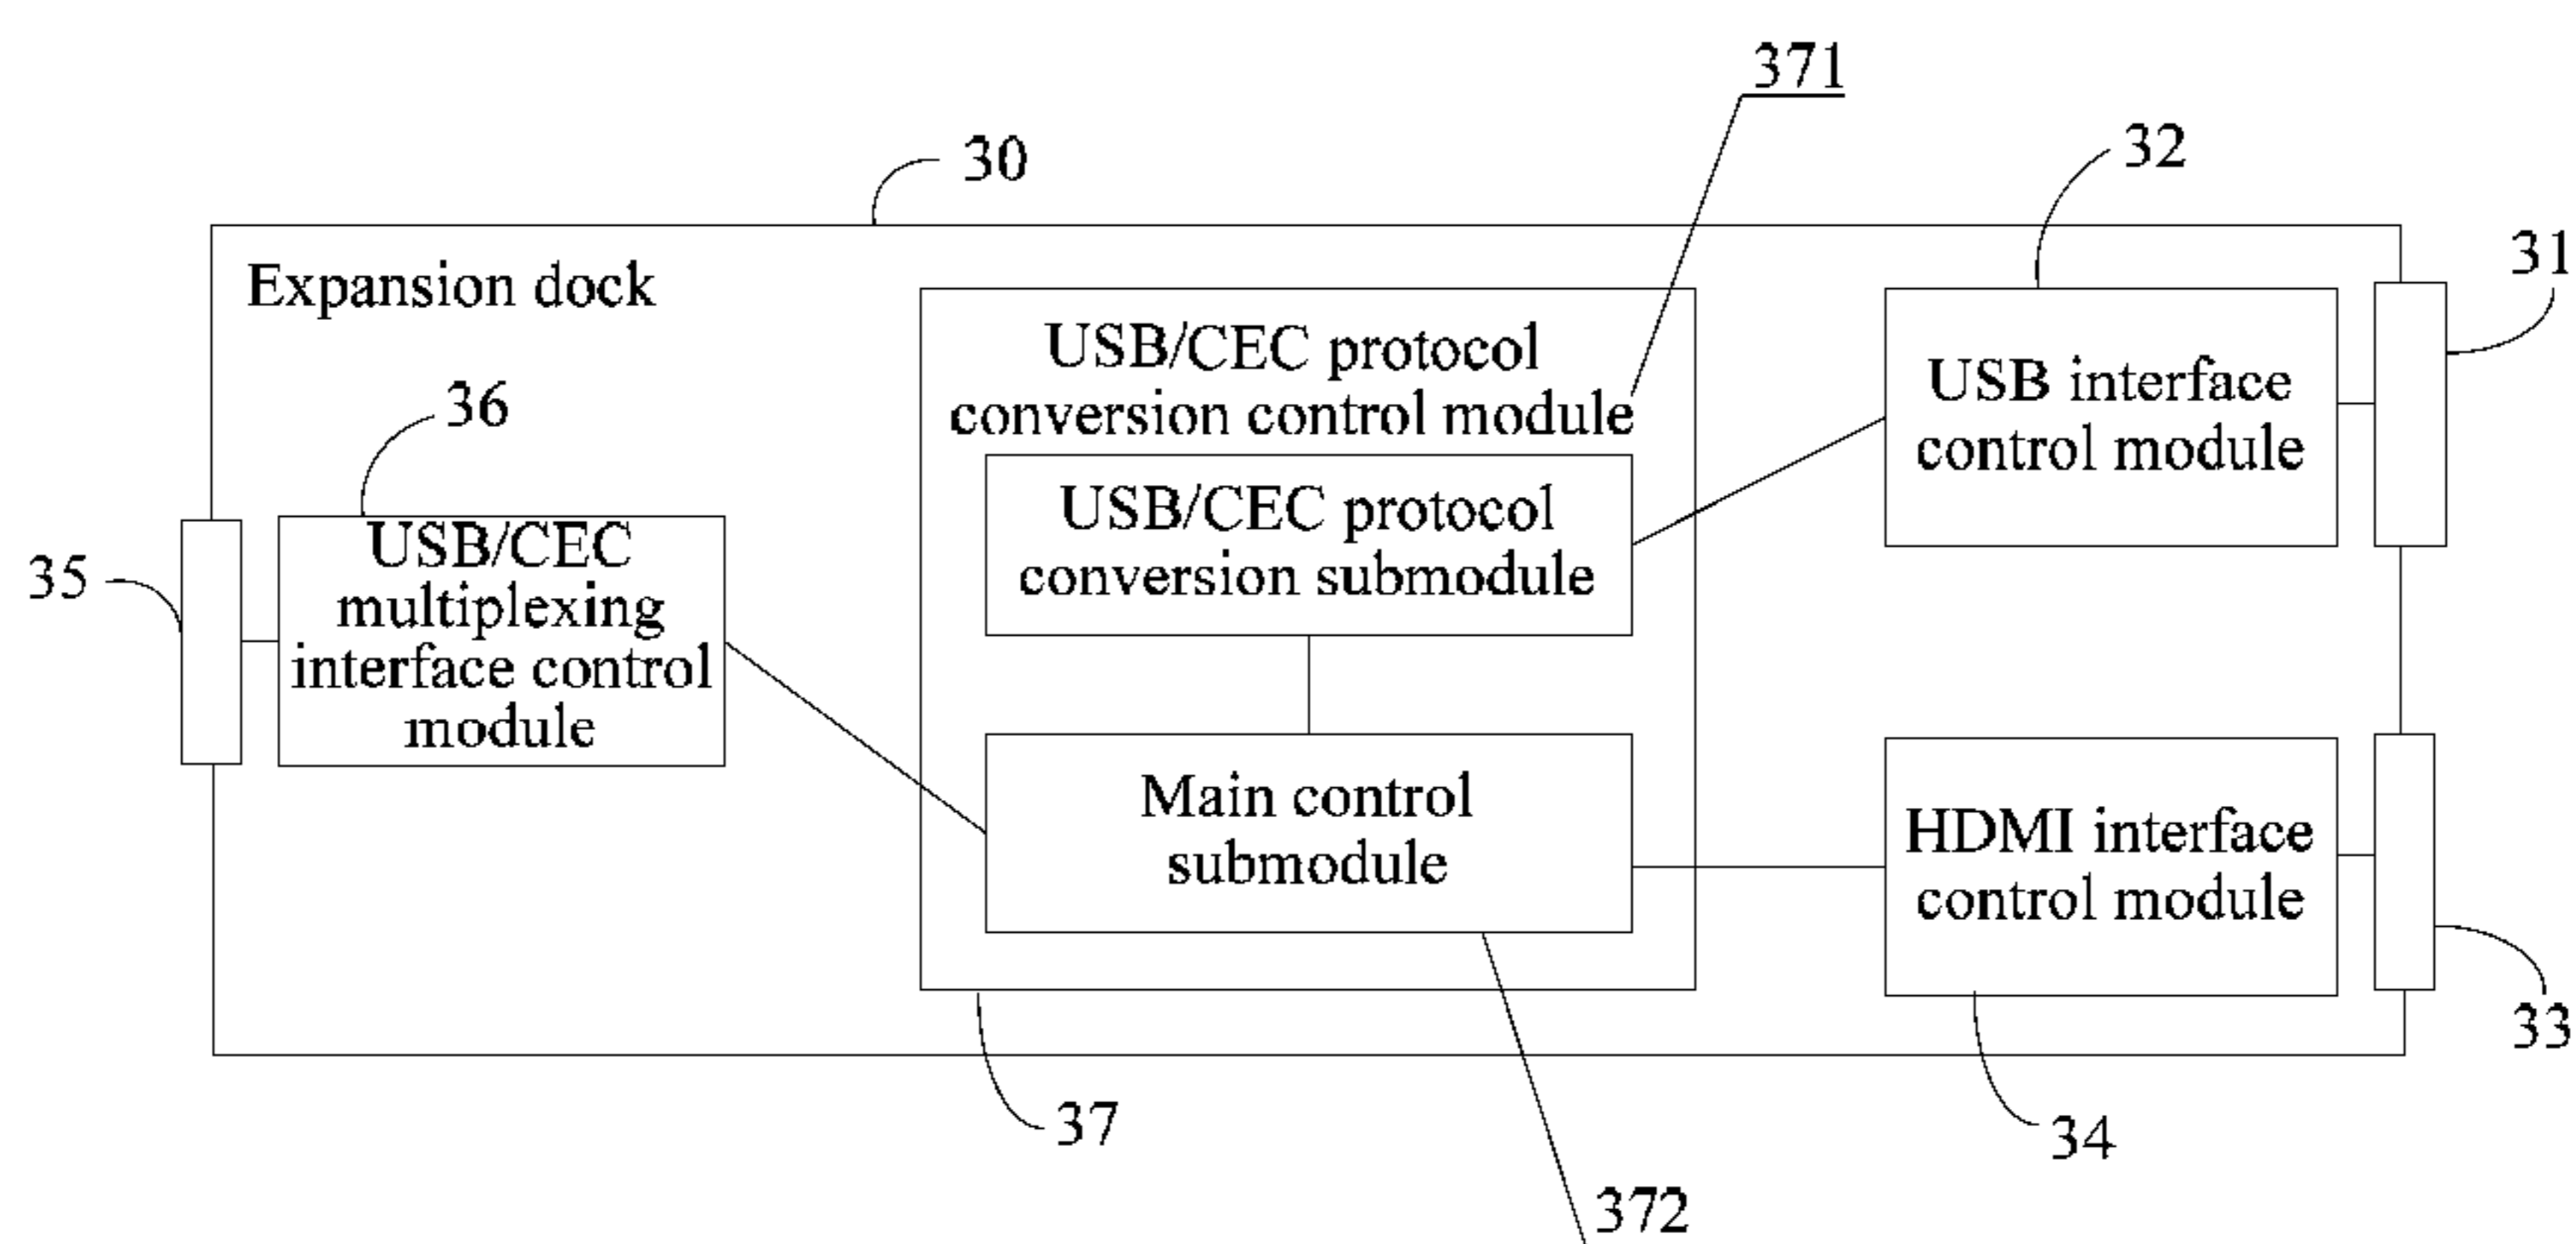 371
30
32
31
Expansion dock
USB/CEC protocol
conversion control module
USB interface
control module
36
USB/CEC protocol
conversion submodule
35
USB/CEC
multiplexing
interface control
module
Main control
submodule
HDMI interface
control module
33
37
34
372